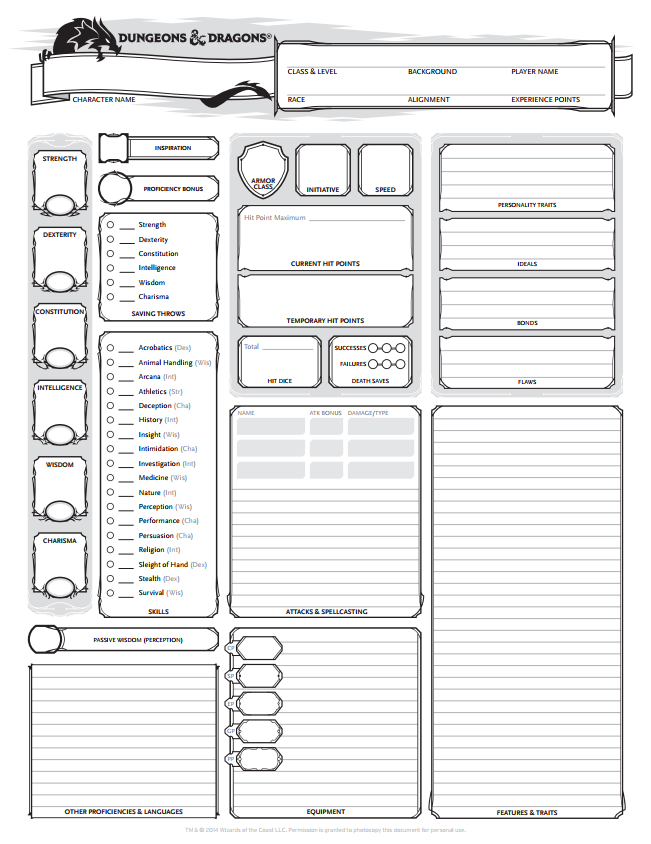 DUNGEONS & DRAGONS®
CLASS & LEVEL
BACKGROUND
PLAYER NAME
CHARACTER NAME
RACE
ALIGNMENT
EXPERIENCE POINTS
STRENGTH
DEXTERITY
CONSTITUTION
INTELLIGENCE
WISDOM
CHARISMA
INSPIRATION
PROFICIENCY BONUS
Strength
Dexterity
Constitution
Intelligence
Wisdom
Charisma
SAVING THROWS
Acrobatics (Dex)
Animal Handling (Wis)
Arcana (Int)
Athletics (Str)
Deception (Cha)
History (Int)
Insight (Wis)
Intimidation (Cha)
Investigation (Int)
Medicine (Wis)
Nature (Int)
Perception (Wis)
Performance (Cha)
Persuasion (Cha)
Religion (Int)
Sleight of Hand (Dex)
Stealth (Dex)
Survival (Wis)
SKILLS
PASSIVE WISDOM (PERCEPTION)
OTHER PROFICIENCIES & LANGUAGES
ARMOR
CLASS
INITIATIVE
SPEED
Hit Point Maximum
CURRENT HIT POINTS
TEMPORARY HIT POINTS
Total
HIT DICE
SUCCESSES
FAILURES
DEATH SAVES
NAME
ATK BONUS
DAMAGE/TYPE
ATTACKS & SPELLCASTING
CP
SP
EP
GP
PP
EQUIPMENT
PERSONALITY TRAITS
IDEALS
BONDS
FLAWS
FEATURES & TRAITS
TM & © 2014 Wizards of the Coast LLC. Permission is granted to photocopy this document for personal use.